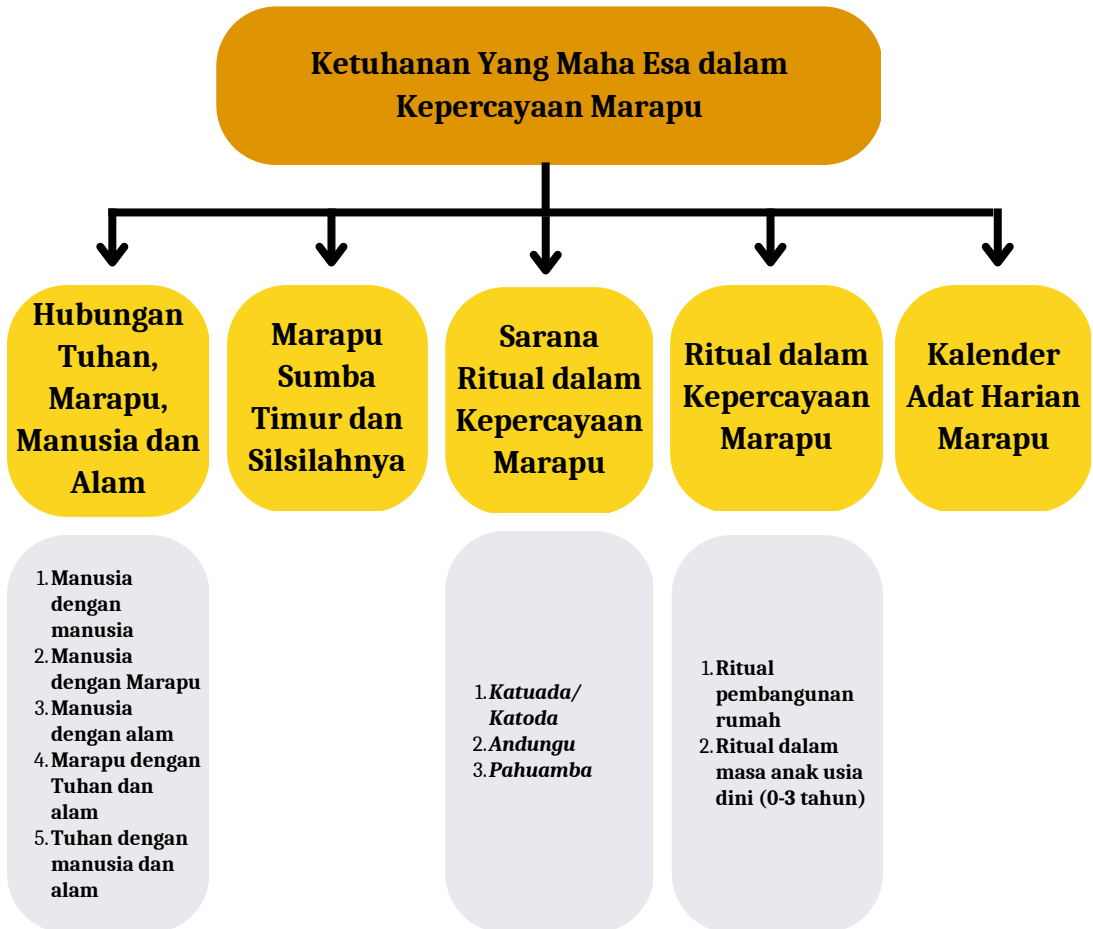 Ketuhanan Yang Maha Esa dalam
Kepercayaan Marapu
Hubungan
Tuhan,
Marapu,
Manusia dan
Alam
Marapu
Sumba
Timur dan
Silsilahnya
Sarana
Ritual dalam
Kepercayaan
Marapu
Ritual dalam
Kepercayaan
Marapu
Kalender
Adat Harian
Marapu
1. Manusia
dengan
manusia
2. Manusia
dengan Marapu
3. Manusia
dengan alam
4. Marapu dengan
Tuhan dan
alam
5. Tuhan dengan
manusia dan
alam
1. Katuada/
Katoda
2. Andungu
3. Pahuamba
1. Ritual
pembangunan
rumah
2. Ritual dalam
masa anak usia
dini (0-3 tahun)